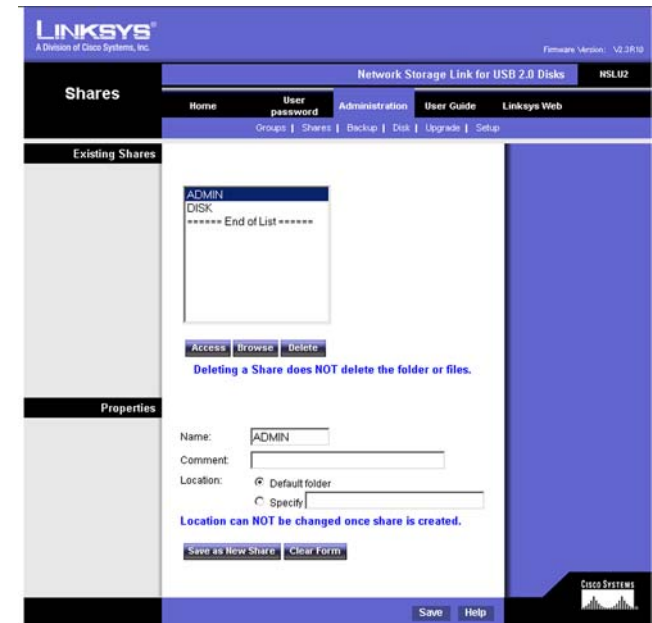 LINKSYS®
A Division of Cisco Systems, Inc.
Firmware Version: V2.3R10
Network Storage Link for USB 2.0 Disks NSLU2
Shares
Home User password Administration User Guide Linksys Web
Groups | Shares | Backup | Disk | Upgrade | Setup
Existing Shares
ADMIN
DISK
====== End of List ======
Access Browse Delete
Deleting a Share does NOT delete the folder or files.
Properties
Name: ADMIN
Comment:
Location: Default folder
Specify
Location can NOT be changed once share is created.
Save as New Share Clear Form
CISCO SYSTEMS
Save Help